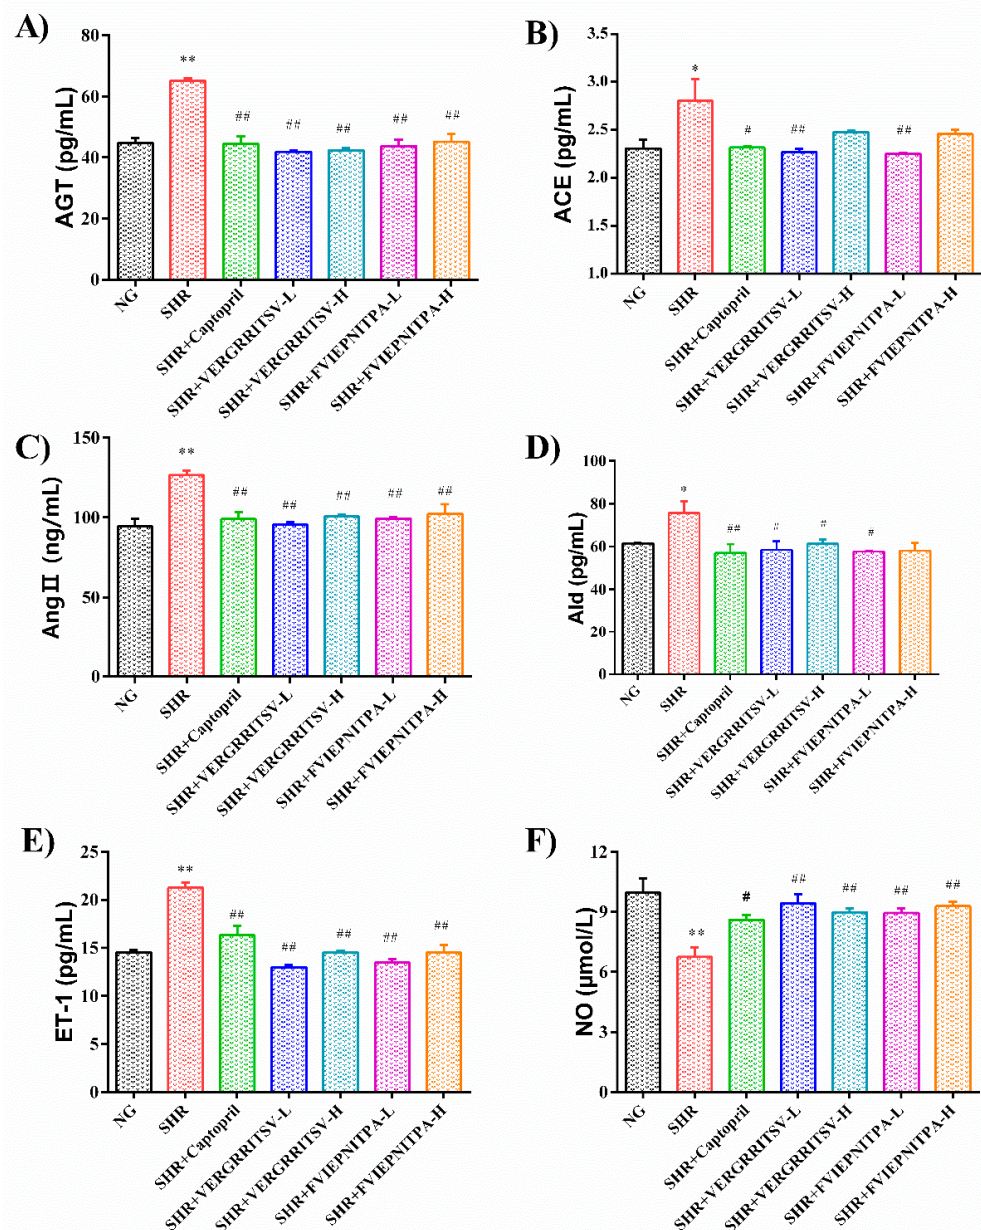 A)
AGT (pg/mL)
80
60
40
20
0
**
##
##
##
##
##
NG
SHR
SHR+Captopril
SHR+VERGRRITSV-L
SHR+VERGRRITSV-H
SHR+FVIEPNITPA-L
SHR+FVIEPNITPA-H
B)
ACE (pg/mL)
3.5
3.0
2.5
2.0
1.5
1.0
*
#
##
##
NG
SHR
SHR+Captopril
SHR+VERGRRITSV-L
SHR+VERGRRITSV-H
SHR+FVIEPNITPA-L
SHR+FVIEPNITPA-H
C)
AngⅡ (ng/mL)
150
100
50
0
**
##
##
##
##
##
NG
SHR
SHR+Captopril
SHR+VERGRRITSV-L
SHR+VERGRRITSV-H
SHR+FVIEPNITPA-L
SHR+FVIEPNITPA-H
D)
Ald (pg/mL)
100
80
60
40
20
0
*
##
#
#
#
NG
SHR
SHR+Captopril
SHR+VERGRRITSV-L
SHR+VERGRRITSV-H
SHR+FVIEPNITPA-L
SHR+FVIEPNITPA-H
E)
ET-1 (pg/mL)
25
20
15
10
5
0
**
##
##
##
##
##
NG
SHR
SHR+Captopril
SHR+VERGRRITSV-L
SHR+VERGRRITSV-H
SHR+FVIEPNITPA-L
SHR+FVIEPNITPA-H
F)
NO (μmol/L)
12
9
6
3
0
**
#
##
##
##
##
NG
SHR
SHR+Captopril
SHR+VERGRRITSV-L
SHR+VERGRRITSV-H
SHR+FVIEPNITPA-L
SHR+FVIEPNITPA-H